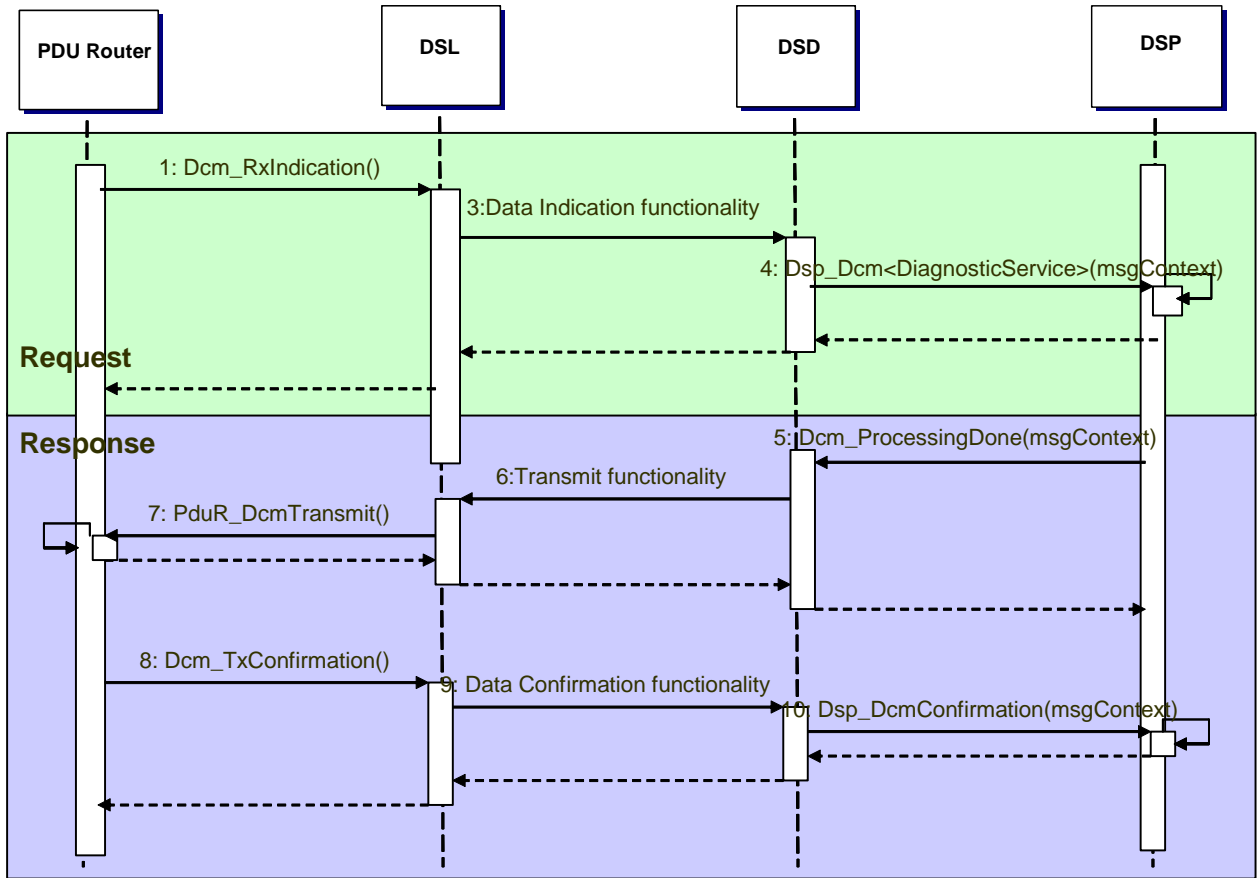 PDU Router
DSL
DSD
DSP
1: Dcm_RxIndication()
3:Data Indication functionality
4: Dsp_Dcm<DiagnosticService>(msgContext)
Request
Response
5: Dcm_ProcessingDone(msgContext)
6:Transmit functionality
7: PduR_DcmTransmit()
8: Dcm_TxConfirmation()
9: Data Confirmation functionality
10: Dsp_DcmConfirmation(msgContext)